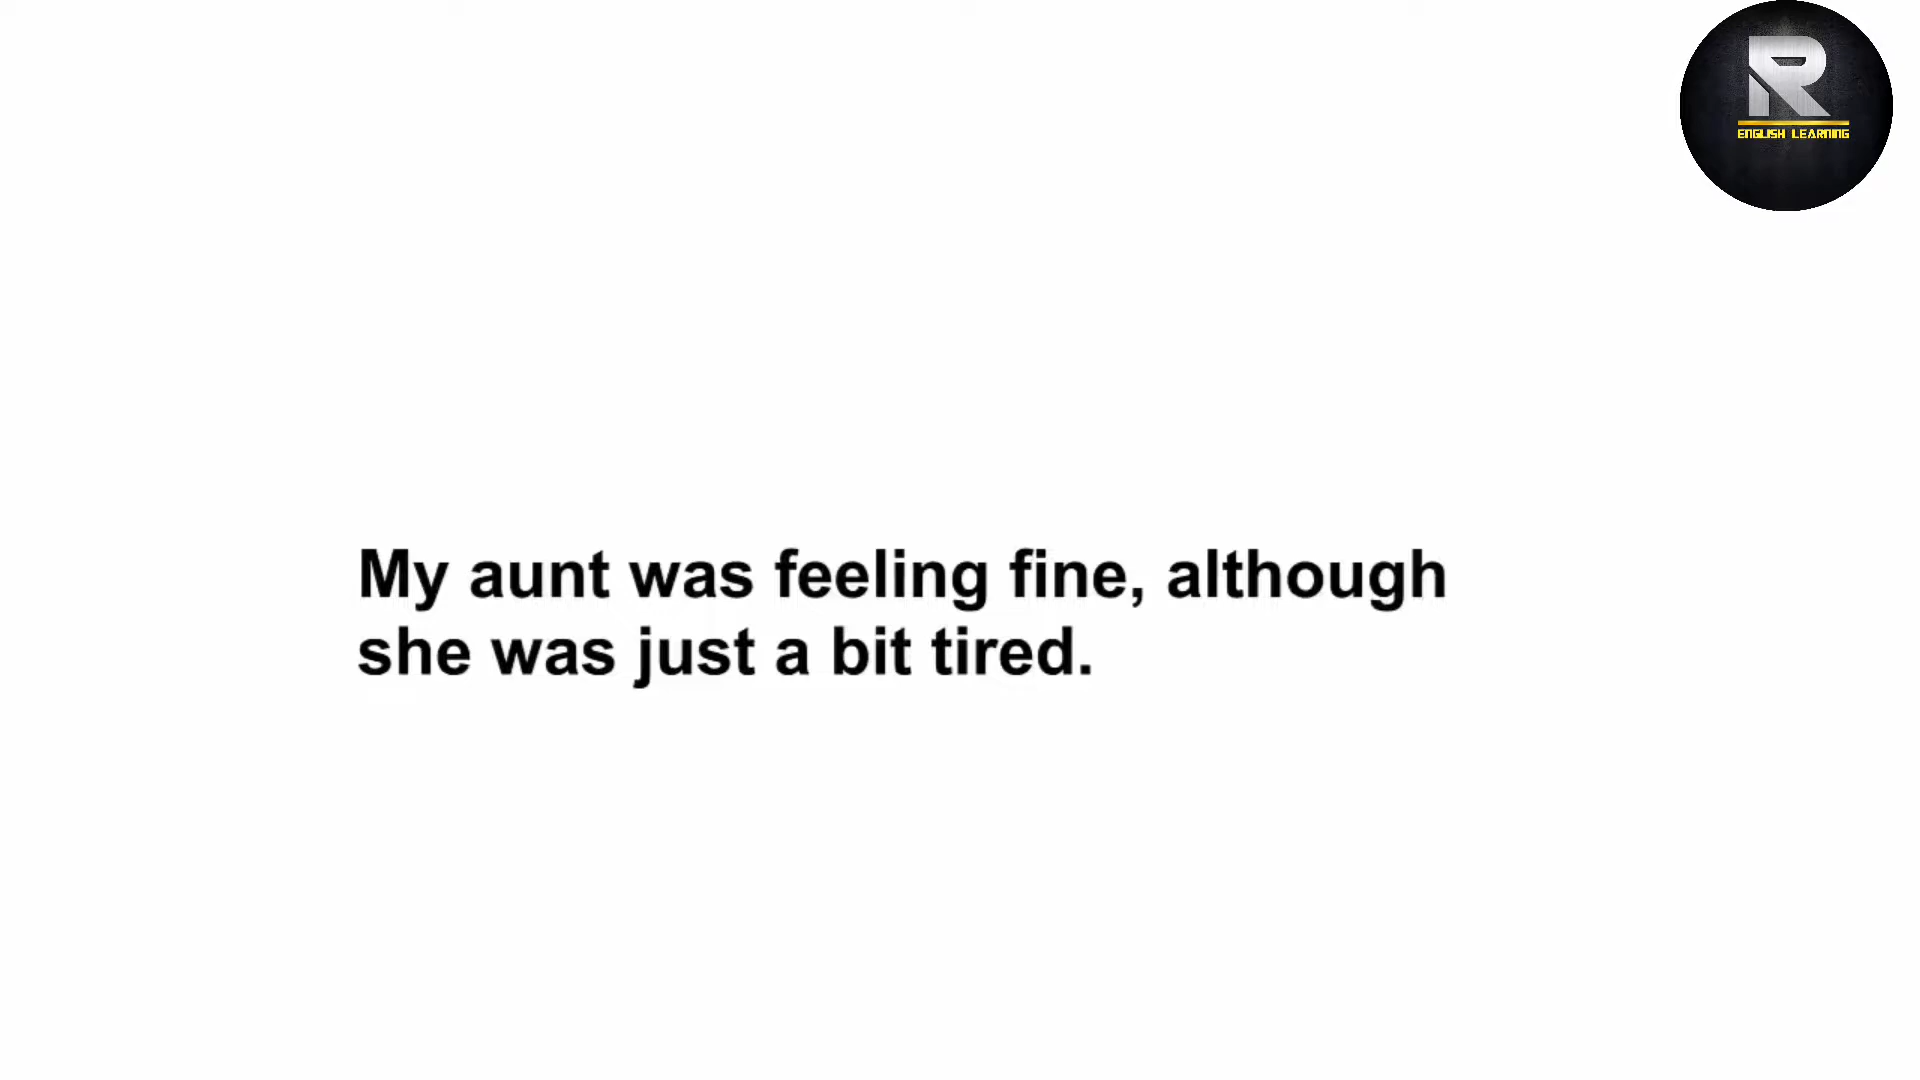 R
ENGLISH LEARNING
My aunt was feeling fine, although
she was just a bit tired.